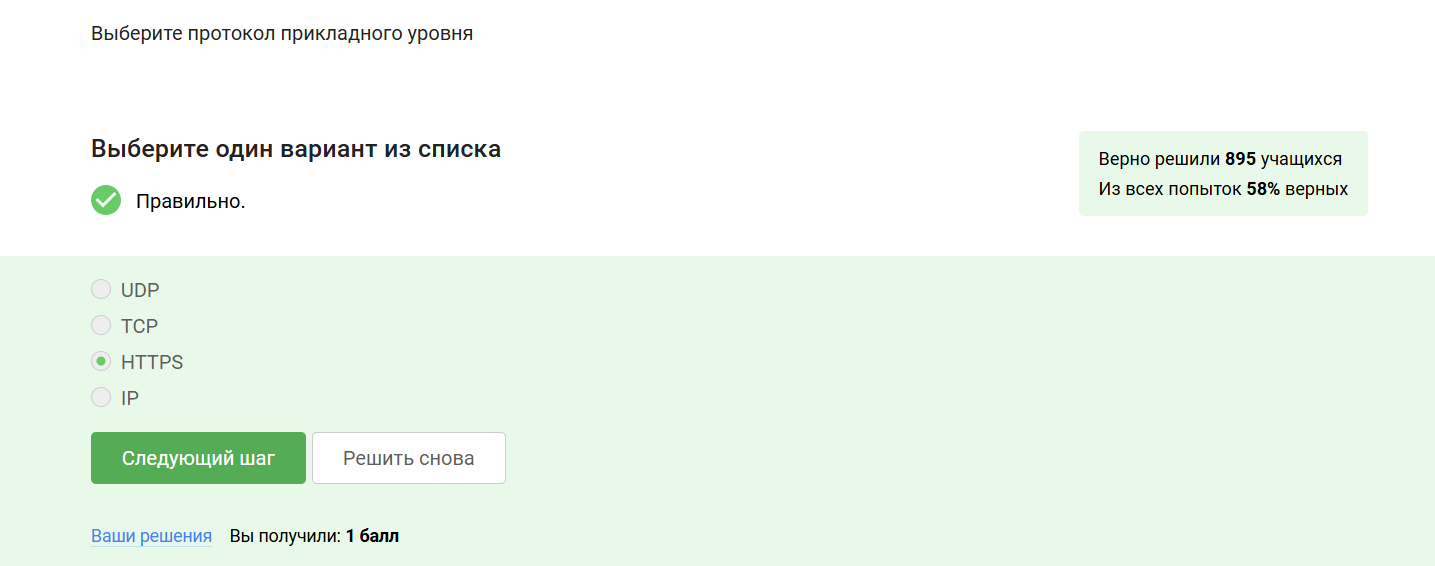 Выберите протокол прикладного уровня
Выберите один вариант из списка
Правильно.
Верно решили 895 учащихся
Из всех попыток 58% верных
UDP
TCP
HTTPS
IP
Следующий шаг
Решить снова
Ваши решения Вы получили: 1 балл